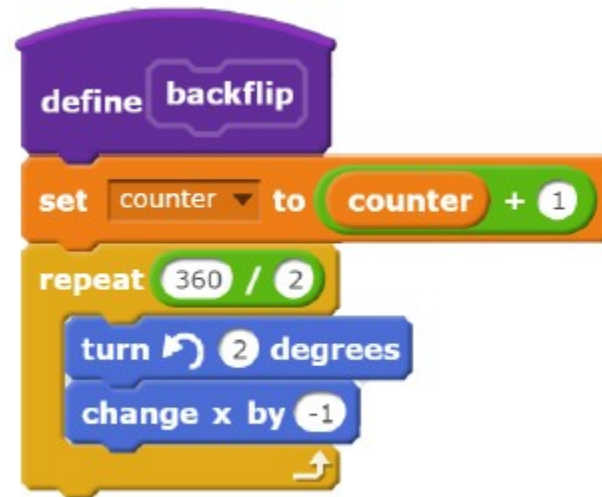 define backflip
set counter to counter + 1
repeat 360 / 2
turn 2 degrees
change x by -1